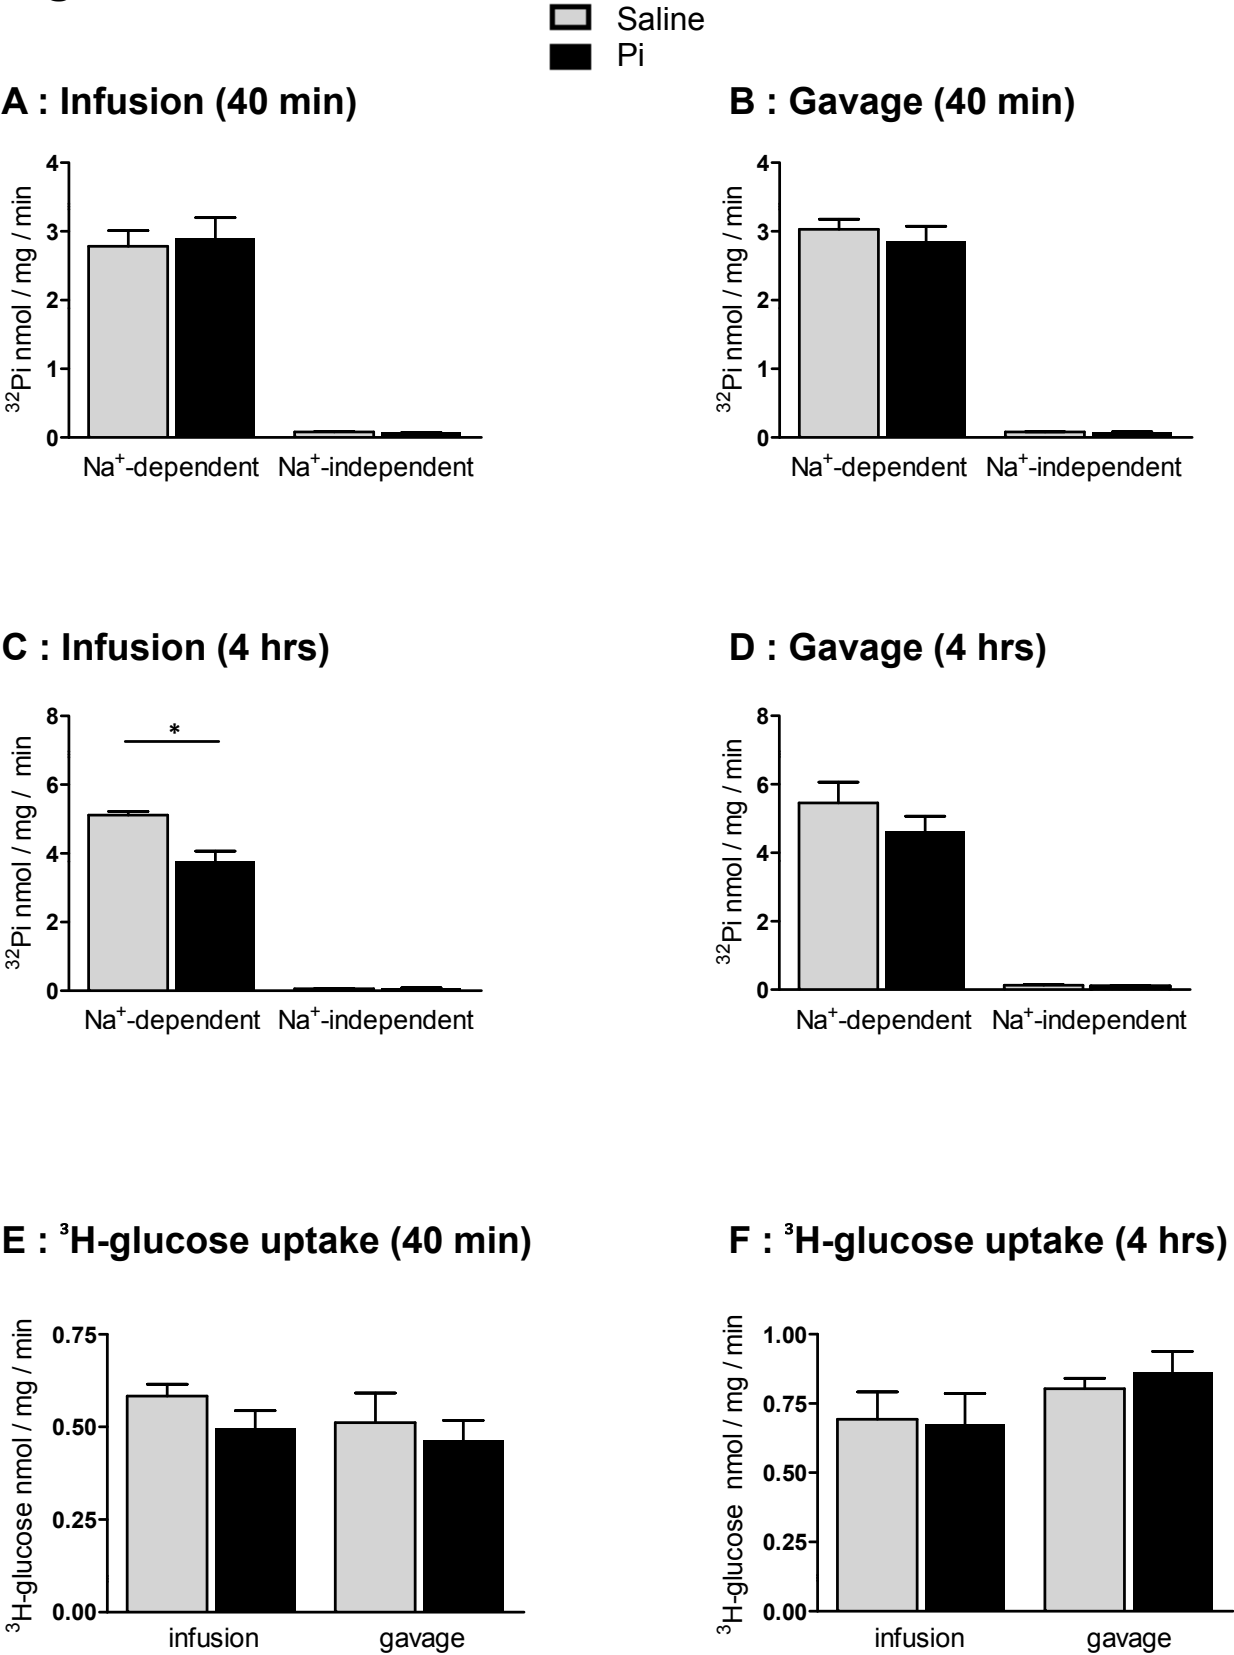 Saline
Pi
A : Infusion (40 min)
B : Gavage (40 min)
4
3
2
1
0
³²Pi nmol / mg / min
Na⁺-dependent Na⁺-independent
4
3
2
1
0
³²Pi nmol / mg / min
Na⁺-dependent Na⁺-independent
C : Infusion (4 hrs)
D : Gavage (4 hrs)
8
6
4
2
0
³²Pi nmol / mg / min
*
Na⁺-dependent Na⁺-independent
8
6
4
2
0
³²Pi nmol / mg / min
Na⁺-dependent Na⁺-independent
E : ³H-glucose uptake (40 min)
F : ³H-glucose uptake (4 hrs)
0.75
0.50
0.25
0.00
³H-glucose nmol / mg / min
infusion gavage
1.00
0.75
0.50
0.25
0.00
³H-glucose nmol / mg / min
infusion gavage